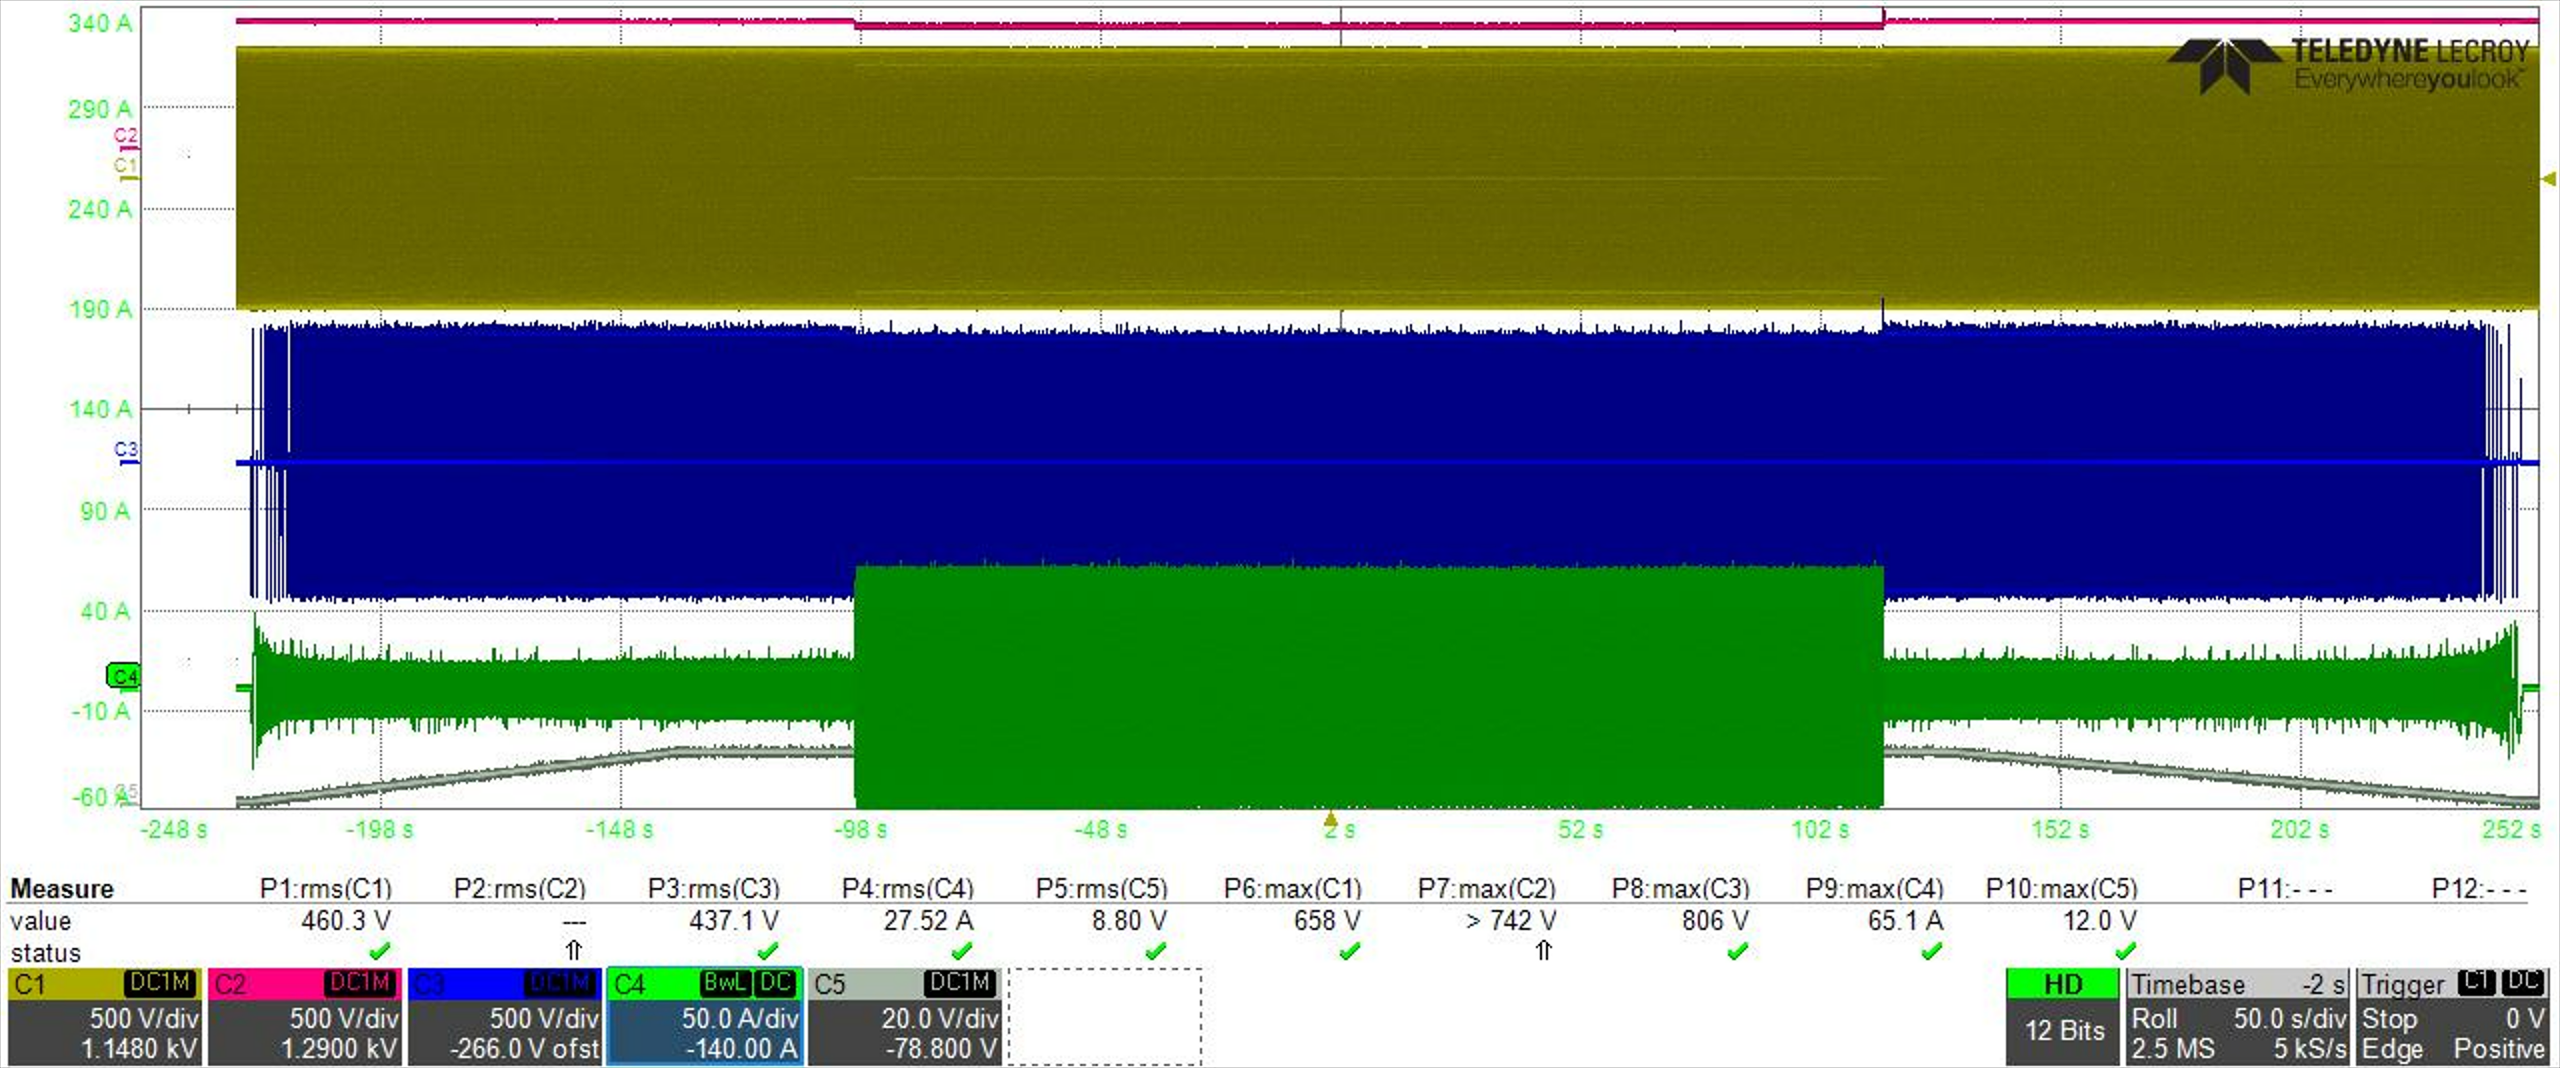 340 A
TELEDYNE LECROY
Everywhereyoulook™
290 A
C2
C1
240 A
190 A
140 A
C3
90 A
40 A
C4
-10 A
-60 A
-248 s -198 s -148 s -98 s -48 s 2 s 52 s 102 s 152 s 202 s 252 s
Measure P1:rms(C1) P2:rms(C2) P3:rms(C3) P4:rms(C4) P5:rms(C5) P6:max(C1) P7:max(C2) P8:max(C3) P9:max(C4) P10:max(C5) P11:- - - P12:- - -
value 460.3 V --- 437.1 V 27.52 A 8.80 V 658 V > 742 V 806 V 65.1 A 12.0 V
status
C1 DC1M C2 DC1M C3 DC1M C4 BwL DC C5 DC1M HD Timebase -2 s Trigger C1 DC
500 V/div 500 V/div 500 V/div 50.0 A/div 20.0 V/div 12 Bits Roll 50.0 s/div Stop 0 V
1.1480 kV 1.2900 kV -266.0 V ofst -140.00 A -78.800 V 2.5 MS 5 kS/s Edge Positive